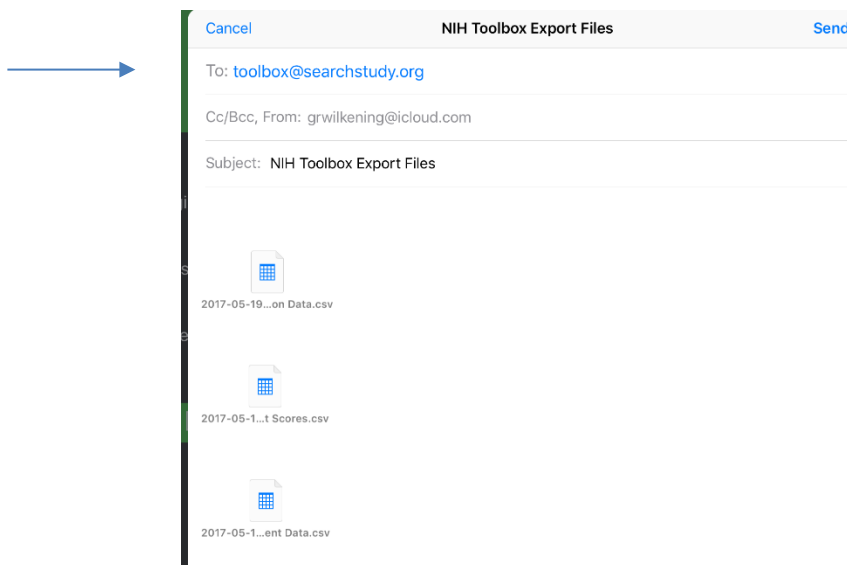 Cancel NIH Toolbox Export Files Send
To: toolbox@searchstudy.org
Cc/Bcc, From: grwilkening@icloud.com
Subject: NIH Toolbox Export Files
2017-05-19...on Data.csv
2017-05-1...t Scores.csv
2017-05-1...ent Data.csv